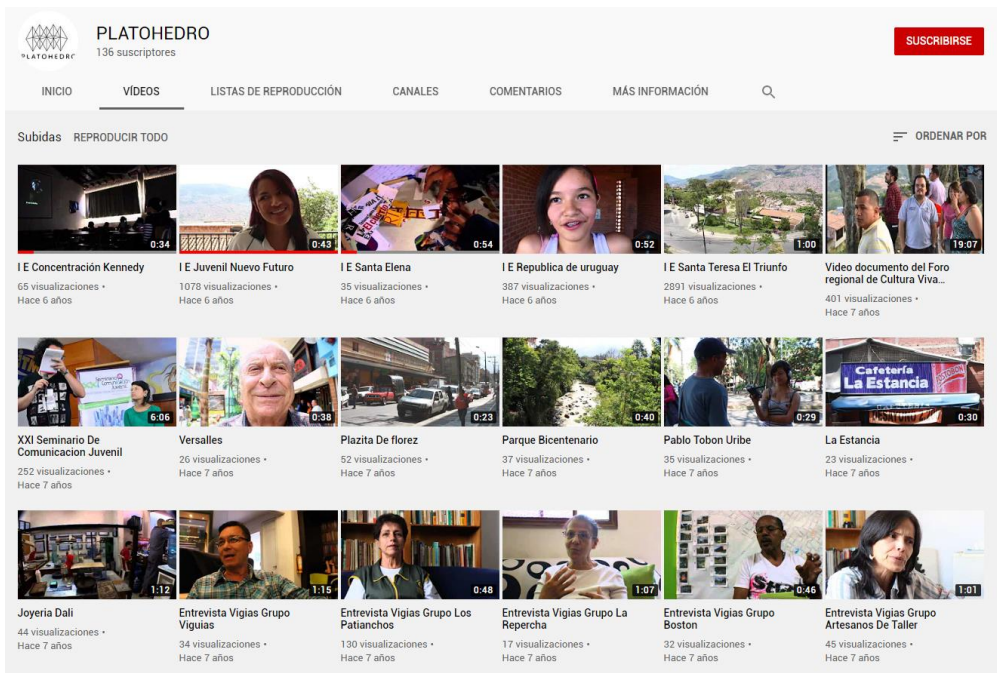 PLATOHEDRO
PLATOHEDRO
136 suscriptores
SUSCRIBIRSE
INICIO VÍDEOS LISTAS DE REPRODUCCIÓN CANALES COMENTARIOS MÁS INFORMACIÓN
Subidas REPRODUCIR TODO ORDENAR POR
0:34 0:43 0:54 0:52 1:00 19:07
I E Concentración Kennedy
65 visualizaciones •
Hace 6 años
I E Juvenil Nuevo Futuro
1078 visualizaciones •
Hace 6 años
I E Santa Elena
35 visualizaciones •
Hace 6 años
I E Republica de uruguay
387 visualizaciones •
Hace 6 años
I E Santa Teresa El Triunfo
2891 visualizaciones •
Hace 6 años
Video documento del Foro
regional de Cultura Viva...
401 visualizaciones •
Hace 7 años
Seminario
Comunicación
Juvenil
Cafetería
La Estancia
6:06 0:38 0:23 0:40 0:29 0:30
XXI Seminario De
Comunicacion Juvenil
252 visualizaciones •
Hace 7 años
Versalles
26 visualizaciones •
Hace 7 años
Plazita De florez
52 visualizaciones •
Hace 7 años
Parque Bicentenario
37 visualizaciones •
Hace 7 años
Pablo Tobon Uribe
35 visualizaciones •
Hace 7 años
La Estancia
23 visualizaciones •
Hace 7 años
1:12 1:15 0:48 1:07 0:46 1:01
Joyeria Dali
44 visualizaciones •
Hace 7 años
Entrevista Vigias Grupo
Viguias
34 visualizaciones •
Hace 7 años
Entrevista Vigias Grupo Los
Patianchos
130 visualizaciones •
Hace 7 años
Entrevista Vigias Grupo La
Repercha
17 visualizaciones •
Hace 7 años
Entrevista Vigias Grupo
Boston
32 visualizaciones •
Hace 7 años
Entrevista Vigias Grupo
Artesanos De Taller
45 visualizaciones •
Hace 7 años